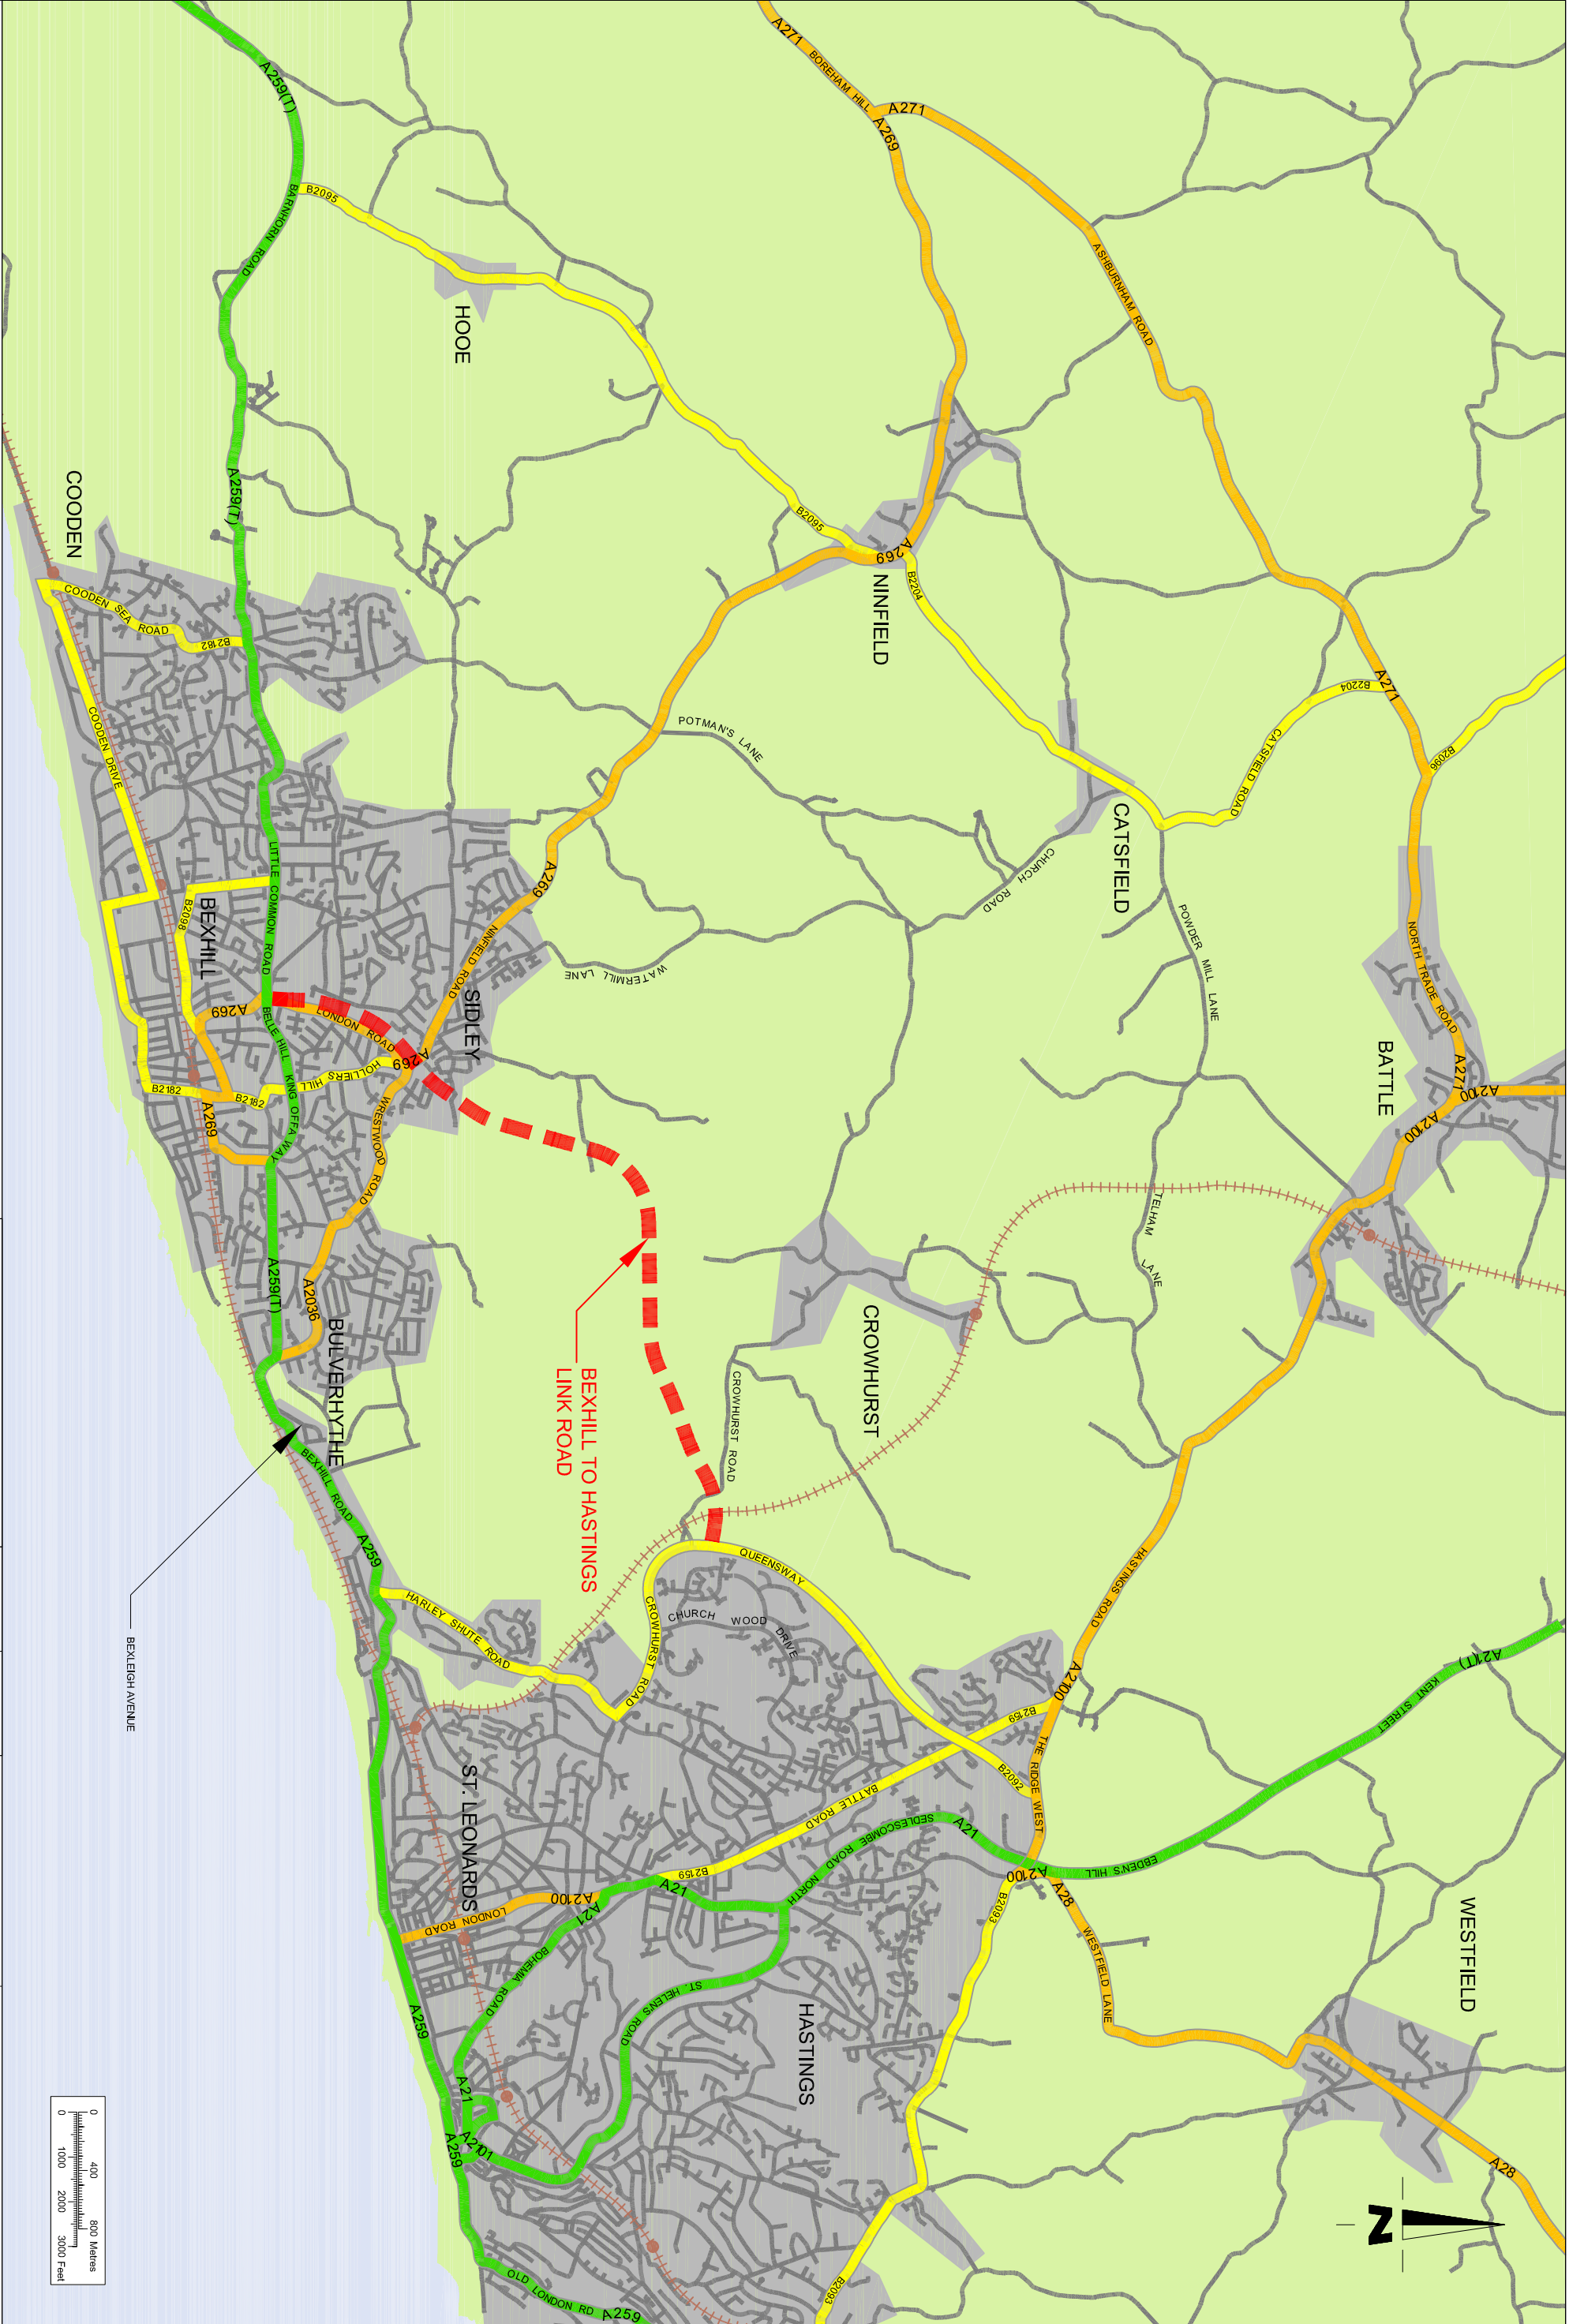 A271
BOREHAM HILL
A271
A269
A259(T)
BARNHORN ROAD
B2095
HOOE
ASHBURNHAM ROAD
A259(T)
COODEN
COODEN SEA ROAD
B2182
COODEN DRIVE
B2095
A269
NINFIELD
B2204
POTMAN'S LANE
A271
B2204
CATSFIELD ROAD
B2096
CATSFIELD
CHURCH ROAD
POWDER MILL LANE
NORTH TRADE ROAD
BATTLE
A271
A2100
A2100
LITTLE COMMON ROAD
BEXHILL
B2098
A269
NINFIELD ROAD
WATERMILL LANE
SIDLEY
A269
LONDON ROAD
A269
BELLE HILL
KING OFFA WAY
HOLLIERS HILL
B2182
B2182
A269
WRESTWOOD ROAD
TELHAM LANE
A259(T)
A2036
BULVERHYTHE
BEXHILL TO HASTINGS
LINK ROAD
CROWHURST
CROWHURST ROAD
BEXHILL ROAD
A259
BEXLEIGH AVENUE
HARLEY SHUTE ROAD
CROWHURST ROAD
CHURCH WOOD DRIVE
QUEENSWAY
HASTINGS ROAD
A2100
B2159
THE RIDGE WEST
B2092
BATTLE ROAD
SEDLESCOMBE ROAD NORTH
A21
A21(T)
KENT STREET
EBDEN'S HILL
A2100
A28
B2093
WESTFIELD LANE
WESTFIELD
ST. LEONARDS
B2159
A21
A2100
A21
LONDON ROAD
BOHEMIA ROAD
ST. HELEN'S ROAD
HASTINGS
A259
A21
A2101
A259
OLD LONDON RD
A259
B2093
A28
N
0 400 800 Metres
0 1000 2000 3000 Feet